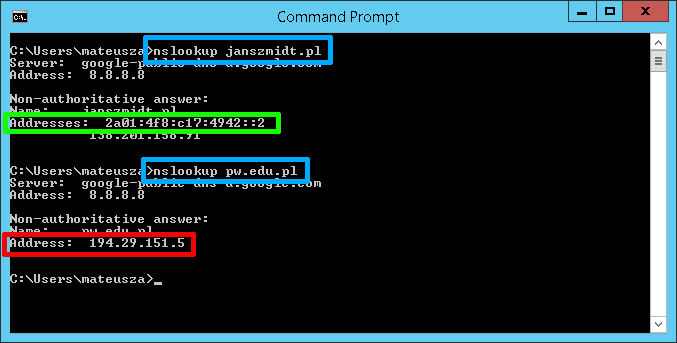 Command Prompt
C:\Users\mateusza>nslookup janszmidt.pl
Server:  google-public-dns-a.google.com
Address:  8.8.8.8
Non-authoritative answer:
Name:    janszmidt.pl
Addresses:  2a01:4f8:c17:4942::2
138.201.158.91
C:\Users\mateusza>nslookup pw.edu.pl
Server:  google-public-dns-a.google.com
Address:  8.8.8.8
Non-authoritative answer:
Name:    pw.edu.pl
Address:  194.29.151.5
C:\Users\mateusza>_